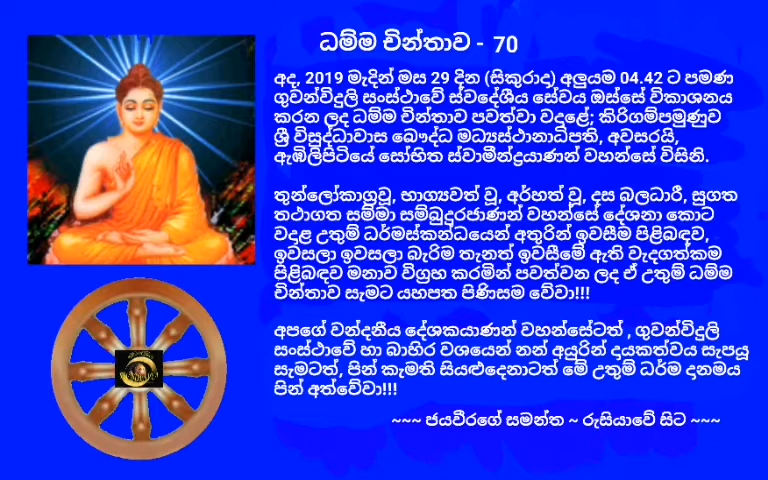 ධම්ම චින්තාව - 70
අද, 2019 මැදින් මස 29 දින (සිකුරාදා) අලුයම 04.42 ට පමණ
ගුවන්විදුලි සංස්ථාවේ ස්වදේශීය සේවය ඔස්සේ විකාශනය
කරන ලද ධම්ම චින්තාව පවත්වා වදාළේ; කිරිගම්පමුණුව
ශ්‍රී විසුද්ධාවාස බෞද්ධ මධ්‍යස්ථානාධිපති, අවසරයි,
ඇඹිලිපිටියේ සෝභිත ස්වාමීන්ද්‍රයාණන් වහන්සේ විසිනි.
තුන්ලෝකාග්‍රවූ, භාග්‍යවත් වූ, අර්හත් වූ, දස බලධාරී, සුගත
තථාගත සම්මා සම්බුදුරජාණන් වහන්සේ දේශනා කොට
වදාළ උතුම් ධර්මස්කන්ධයෙන් අතුරින් ඉවසීම පිළිබඳව,
ඉවසලා ඉවසලා බැරිම තැනත් ඉවසීමේ ඇති වැදගත්කම
පිළිබඳව මනාව විග්‍රහ කරමින් පවත්වන ලද ඒ උතුම් ධම්ම
චින්තාව සැමට යහපත පිණිසම වේවා!!!
අපගේ වන්දනීය දේශකයාණන් වහන්සේටත් , ගුවන්විදුලි
සංස්ථාවේ හා බාහිර වශයෙන් නන් අයුරින් දායකත්වය සැපයූ
සැමටත්, පින් කැමති සියළුදෙනාටත් මේ උතුම් ධර්ම දානමය
පින් අත්වේවා!!!
~~~ ජයවීරගේ සමන්ත ~ රුසියාවේ සිට ~~~